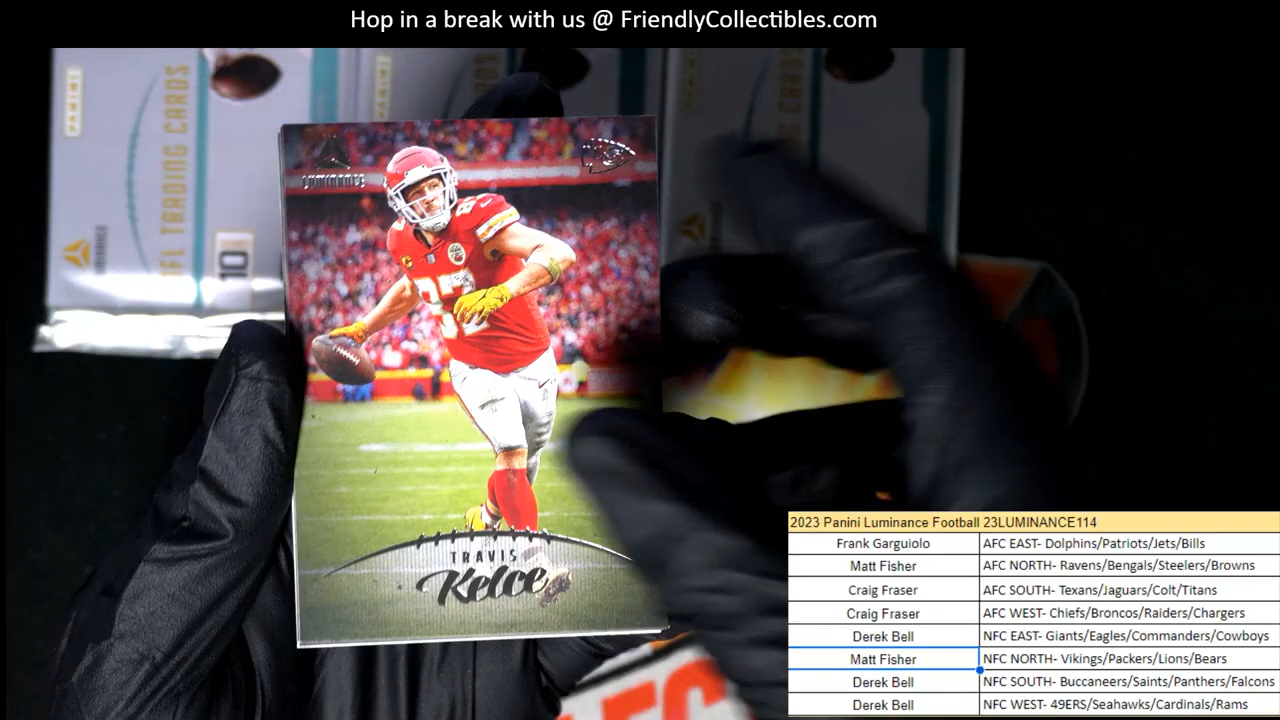 Hop in a break with us @ FriendlyCollectibles.com
PANINI
NFL TRADING CARDS
LUMINANCE
10
PANINI
LUMINANCE
87
TRAVIS
Kelce
2023 Panini Luminance Football 23LUMINANCE114
Frank Garguiolo AFC EAST- Dolphins/Patriots/Jets/Bills
Matt Fisher AFC NORTH- Ravens/Bengals/Steelers/Browns
Craig Fraser AFC SOUTH- Texans/Jaguars/Colt/Titans
Craig Fraser AFC WEST- Chiefs/Broncos/Raiders/Chargers
Derek Bell NFC EAST- Giants/Eagles/Commanders/Cowboys
Matt Fisher NFC NORTH- Vikings/Packers/Lions/Bears
Derek Bell NFC SOUTH- Buccaneers/Saints/Panthers/Falcons
Derek Bell NFC WEST- 49ERS/Seahawks/Cardinals/Rams